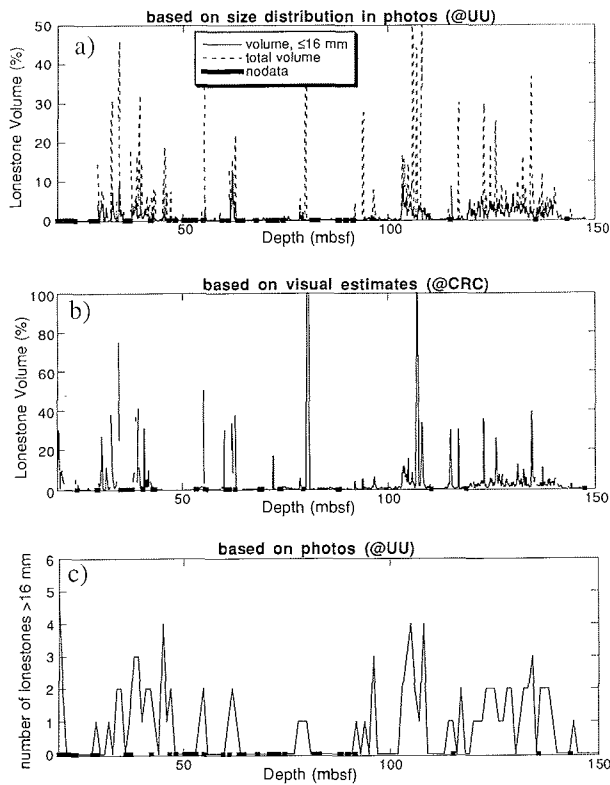 based on size distribution in photos (@UU)
a)
volume, ≤16 mm
total volume
nodata
Lonestone Volume (%)
50
40
30
20
10
0
50
100
150
Depth (mbsf)
based on visual estimates (@CRC)
b)
Lonestone Volume (%)
100
80
60
40
20
0
50
100
150
Depth (mbsf)
based on photos (@UU)
c)
number of lonestones >16 mm
6
5
4
3
2
1
0
50
100
150
Depth (mbsf)